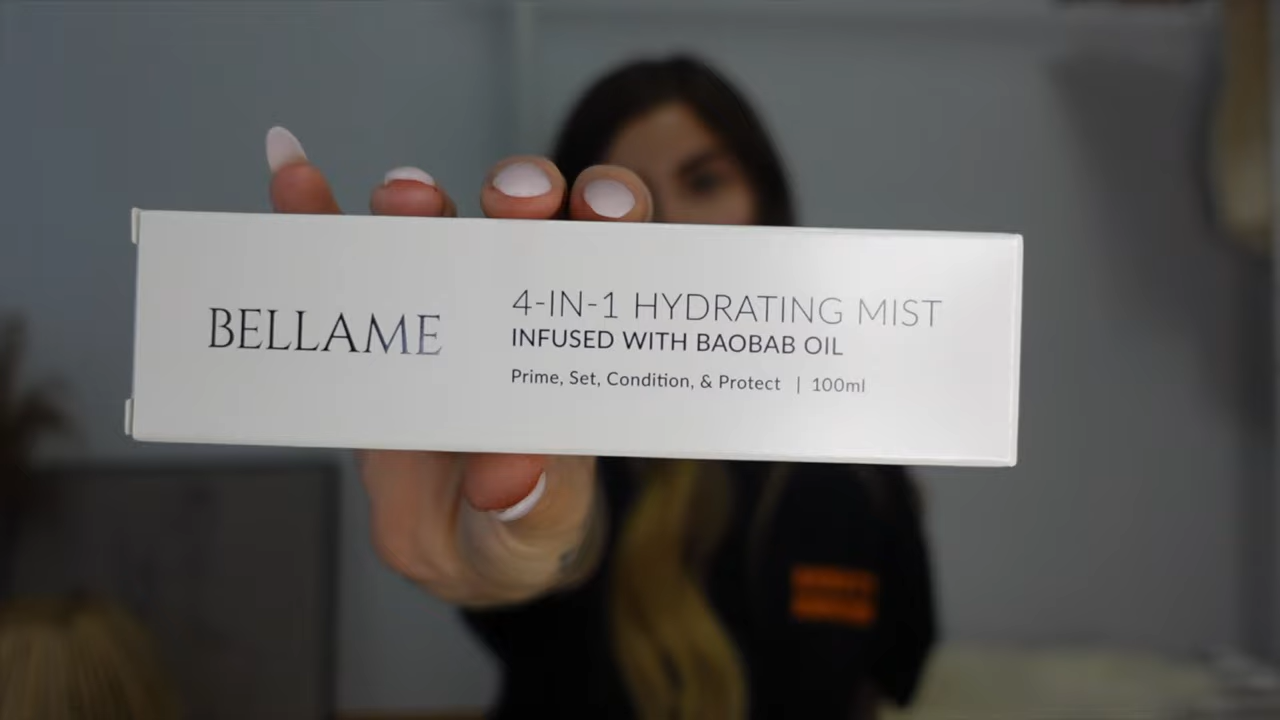 BELLAME
4-IN-1 HYDRATING MIST
INFUSED WITH BAOBAB OIL
Prime, Set, Condition, & Protect | 100ml